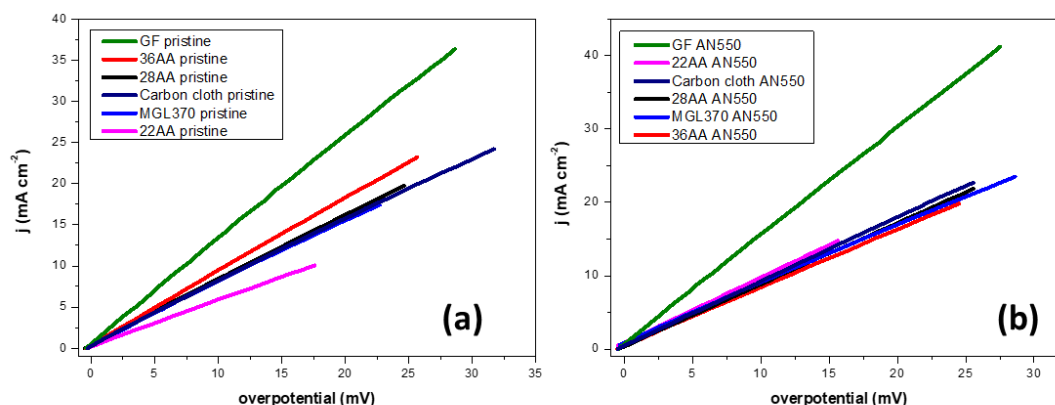 40
35
30
25
20
15
10
5
0
j (mA cm⁻²)
GF pristine
36AA pristine
28AA pristine
Carbon cloth pristine
MGL370 pristine
22AA pristine
(a)
0 5 10 15 20 25 30 35
overpotential (mV)
40
30
20
10
0
j (mA cm⁻²)
GF AN550
22AA AN550
Carbon cloth AN550
28AA AN550
MGL370 AN550
36AA AN550
(b)
0 5 10 15 20 25 30
overpotential (mV)